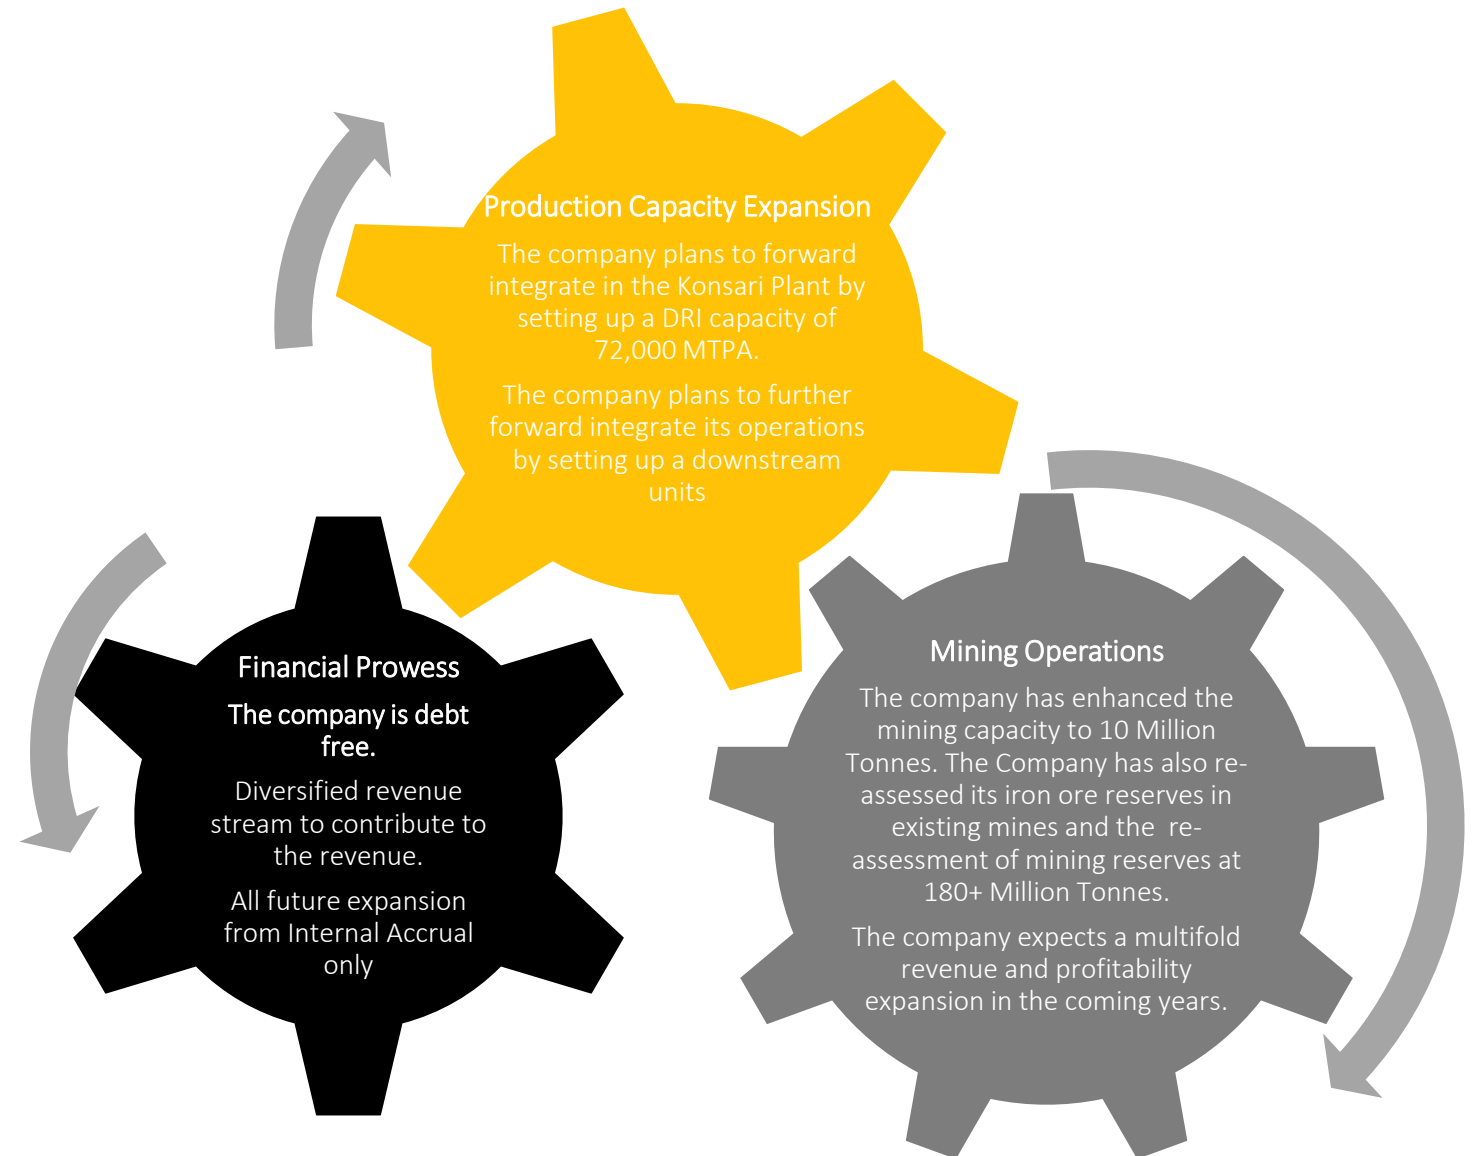 Production Capacity Expansion
The company plans to forward
integrate in the Konsari Plant by
setting up a DRI capacity of
72,000 MTPA.
The company plans to further
forward integrate its operations
by setting up a downstream
units
Financial Prowess
The company is debt
free.
Diversified revenue
stream to contribute to
the revenue.
All future expansion
from Internal Accrual
only
Mining Operations
The company has enhanced the
mining capacity to 10 Million
Tonnes. The Company has also re-
assessed its iron ore reserves in
existing mines and the  re-
assessment of mining reserves at
180+ Million Tonnes.
The company expects a multifold
revenue and profitability
expansion in the coming years.